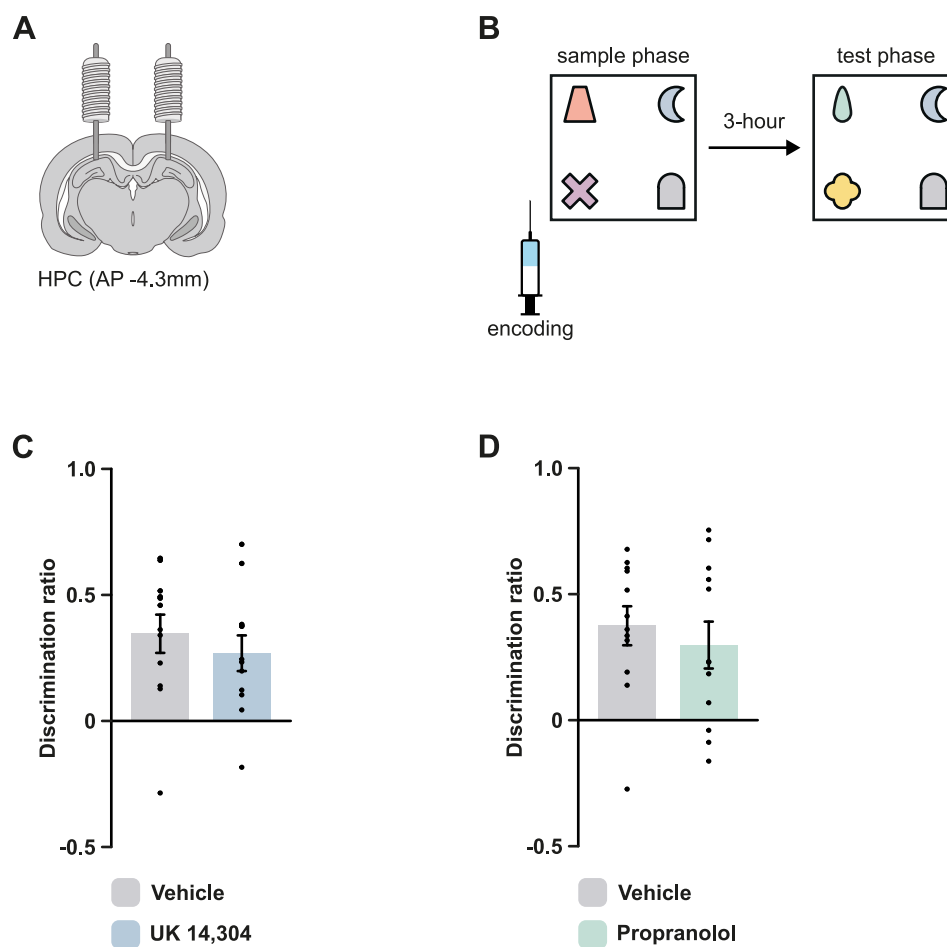 A
HPC (AP -4.3mm)
B
sample phase
test phase
3-hour
encoding
C
Discrimination ratio
1.0
0.5
0
-0.5
Vehicle
UK 14,304
D
Discrimination ratio
1.0
0.5
0
-0.5
Vehicle
Propranolol